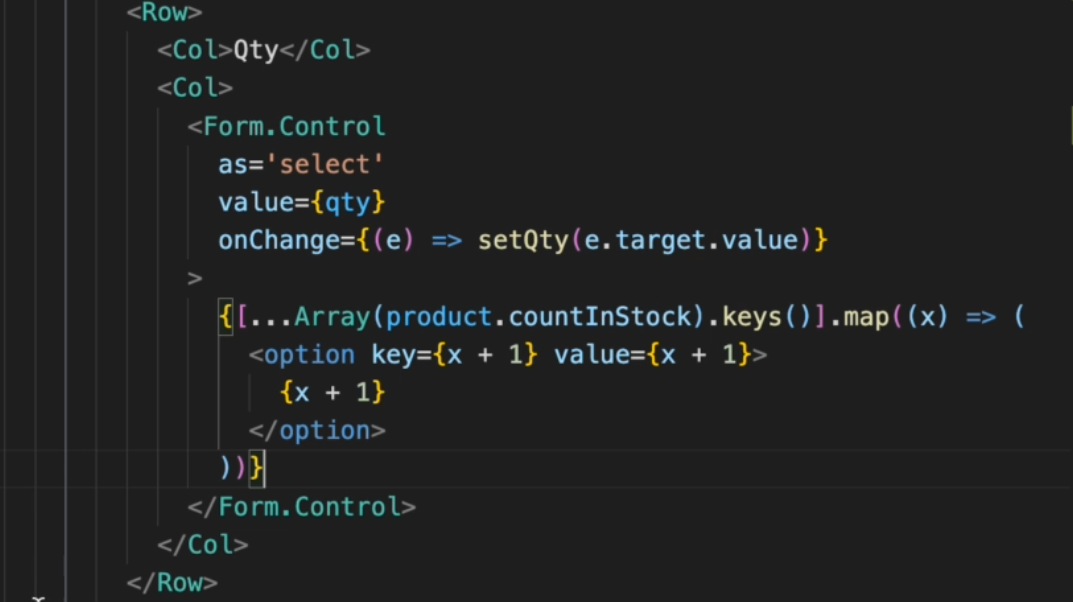 <Row>
<Col>Qty</Col>
<Col>
<Form.Control
as='select'
value={qty}
onChange={(e) => setQty(e.target.value)}
>
{[...Array(product.countInStock).keys()].map((x) => (
<option key={x + 1} value={x + 1}>
{x + 1}
</option>
))}
</Form.Control>
</Col>
</Row>